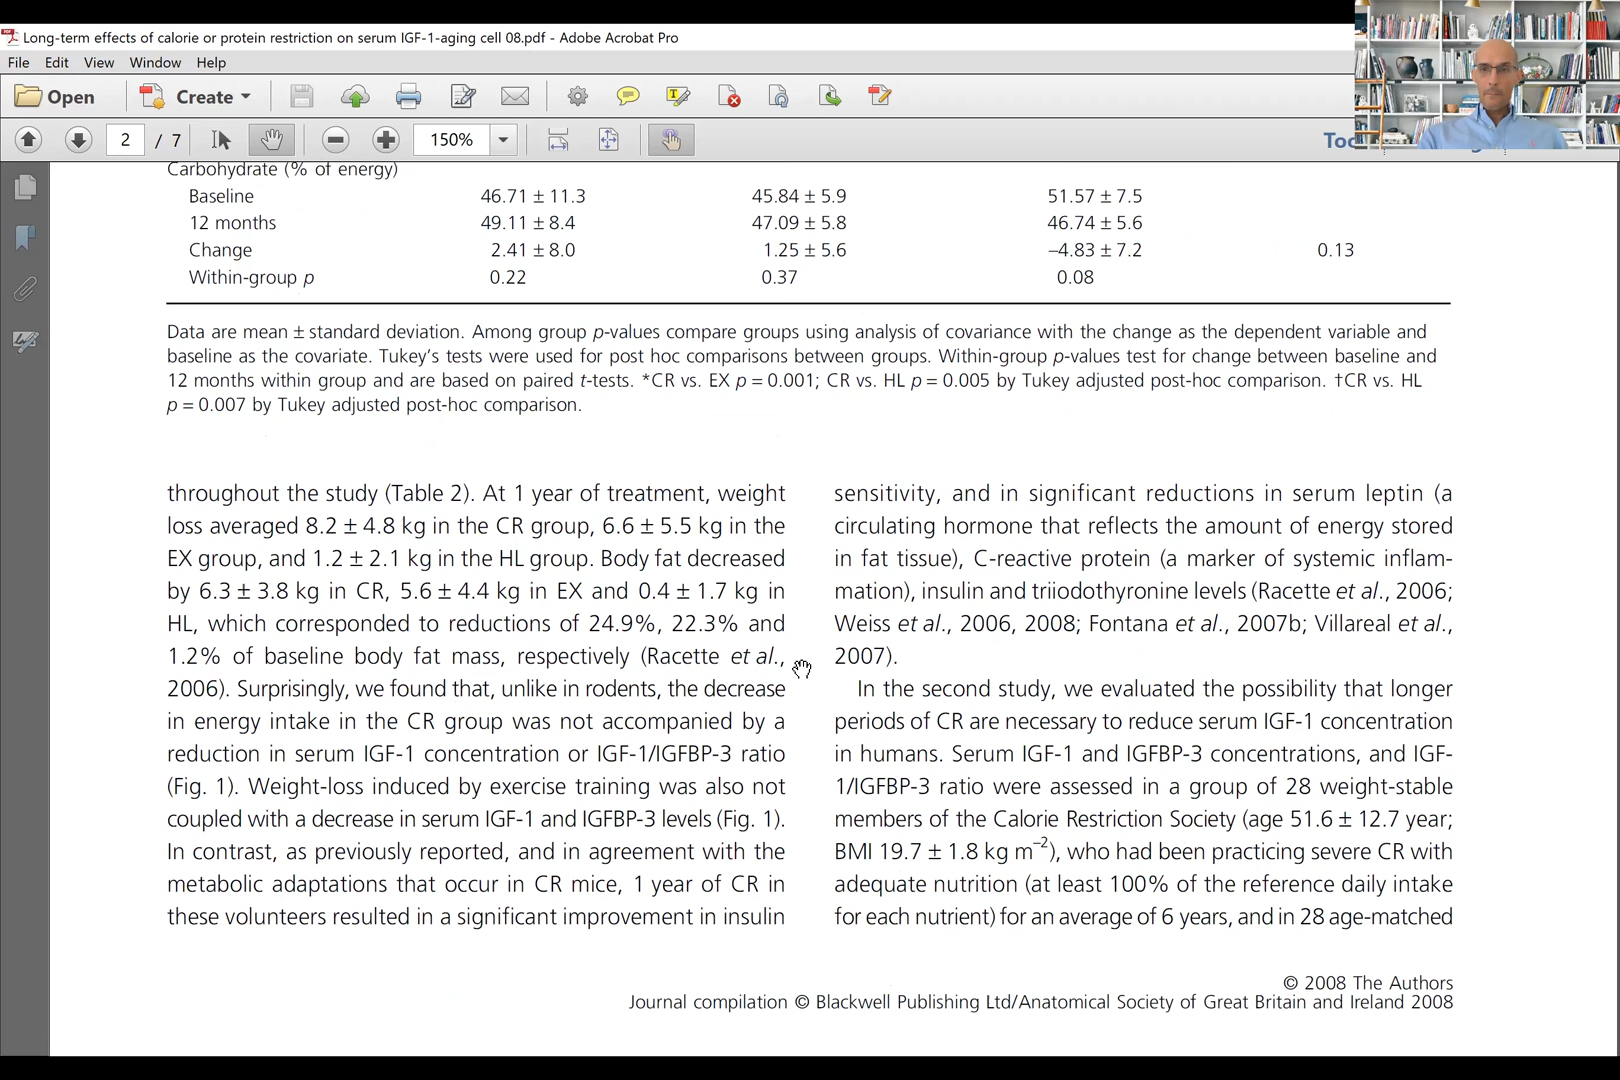 Long-term effects of calorie or protein restriction on serum IGF-1-aging cell 08.pdf - Adobe Acrobat Pro
File Edit View Window Help
Open Create
2 / 7 150%
Carbohydrate (% of energy)
Baseline 46.71 ± 11.3 45.84 ± 5.9 51.57 ± 7.5
12 months 49.11 ± 8.4 47.09 ± 5.8 46.74 ± 5.6
Change 2.41 ± 8.0 1.25 ± 5.6 –4.83 ± 7.2 0.13
Within-group p 0.22 0.37 0.08
Data are mean ± standard deviation. Among group p-values compare groups using analysis of covariance with the change as the dependent variable and
baseline as the covariate. Tukey’s tests were used for post hoc comparisons between groups. Within-group p-values test for change between baseline and
12 months within group and are based on paired t-tests. *CR vs. EX p = 0.001; CR vs. HL p = 0.005 by Tukey adjusted post-hoc comparison. †CR vs. HL
p = 0.007 by Tukey adjusted post-hoc comparison.
throughout the study (Table 2). At 1 year of treatment, weight
loss averaged 8.2 ± 4.8 kg in the CR group, 6.6 ± 5.5 kg in the
EX group, and 1.2 ± 2.1 kg in the HL group. Body fat decreased
by 6.3 ± 3.8 kg in CR, 5.6 ± 4.4 kg in EX and 0.4 ± 1.7 kg in
HL, which corresponded to reductions of 24.9%, 22.3% and
1.2% of baseline body fat mass, respectively (Racette et al.,
2006). Surprisingly, we found that, unlike in rodents, the decrease
in energy intake in the CR group was not accompanied by a
reduction in serum IGF-1 concentration or IGF-1/IGFBP-3 ratio
(Fig. 1). Weight-loss induced by exercise training was also not
coupled with a decrease in serum IGF-1 and IGFBP-3 levels (Fig. 1).
In contrast, as previously reported, and in agreement with the
metabolic adaptations that occur in CR mice, 1 year of CR in
these volunteers resulted in a significant improvement in insulin
sensitivity, and in significant reductions in serum leptin (a
circulating hormone that reflects the amount of energy stored
in fat tissue), C-reactive protein (a marker of systemic inflam-
mation), insulin and triiodothyronine levels (Racette et al., 2006;
Weiss et al., 2006, 2008; Fontana et al., 2007b; Villareal et al.,
2007).
In the second study, we evaluated the possibility that longer
periods of CR are necessary to reduce serum IGF-1 concentration
in humans. Serum IGF-1 and IGFBP-3 concentrations, and IGF-
1/IGFBP-3 ratio were assessed in a group of 28 weight-stable
members of the Calorie Restriction Society (age 51.6 ± 12.7 year;
BMI 19.7 ± 1.8 kg m⁻²), who had been practicing severe CR with
adequate nutrition (at least 100% of the reference daily intake
for each nutrient) for an average of 6 years, and in 28 age-matched
© 2008 The Authors
Journal compilation © Blackwell Publishing Ltd/Anatomical Society of Great Britain and Ireland 2008